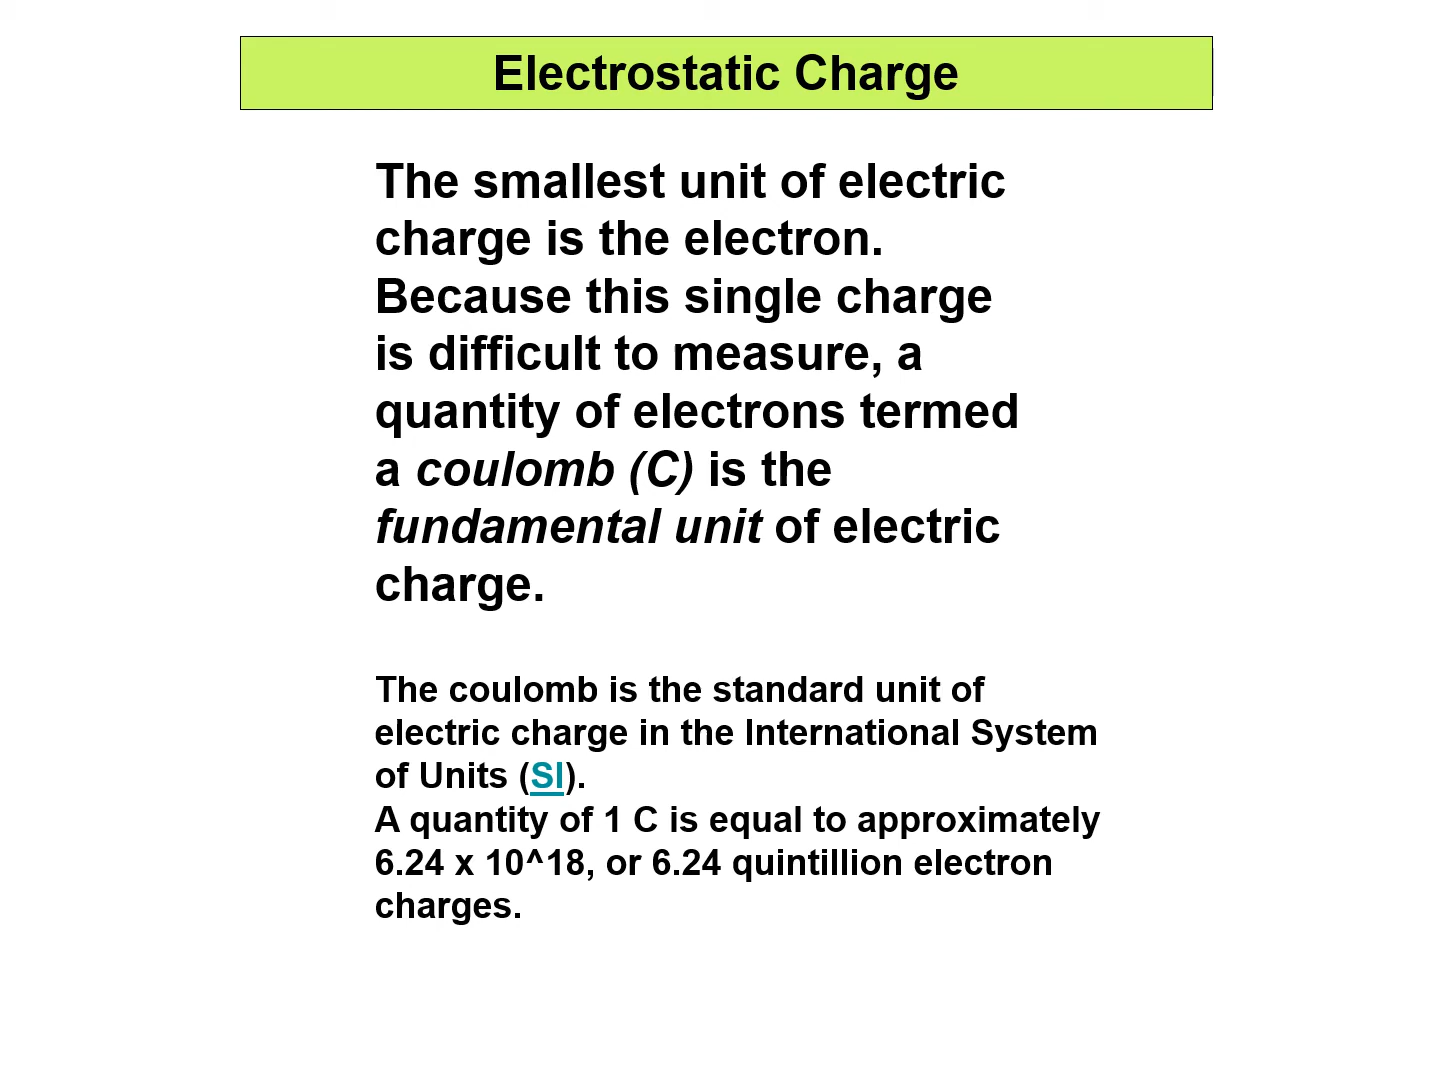 Electrostatic Charge
The smallest unit of electric
charge is the electron.
Because this single charge
is difficult to measure, a
quantity of electrons termed
a coulomb (C) is the
fundamental unit of electric
charge.
The coulomb is the standard unit of
electric charge in the International System
of Units (SI).
A quantity of 1 C is equal to approximately
6.24 x 10^18, or 6.24 quintillion electron
charges.